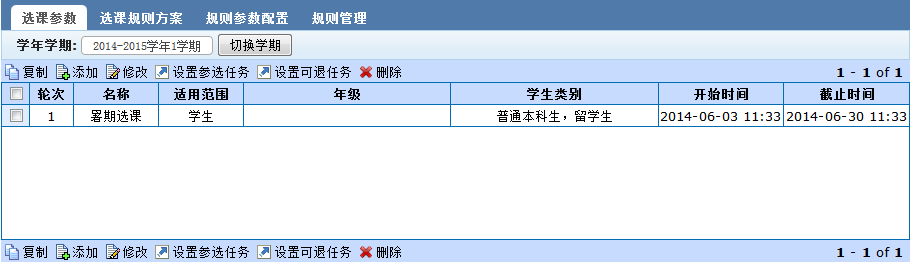 选课参数 选课规则方案 规则参数配置 规则管理
学年学期: 2014-2015学年1学期 切换学期
复制 添加 修改 设置参选任务 设置可退任务 删除 1 - 1 of 1
轮次 名称 适用范围 年级 学生类别 开始时间 截止时间
1 暑期选课 学生 普通本科生，留学生 2014-06-03 11:33 2014-06-30 11:33
复制 添加 修改 设置参选任务 设置可退任务 删除 1 - 1 of 1